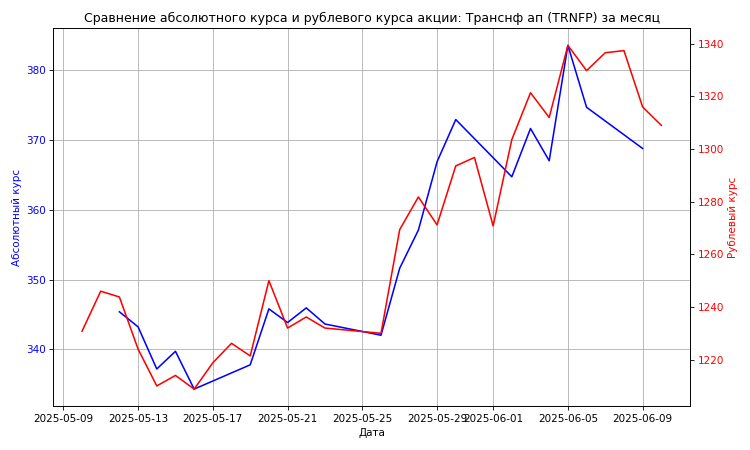 Сравнение абсолютного курса и рублевого курса акции: Транснф ап (TRNFP) за месяц
Абсолютный курс
380
370
360
350
340
Рублевый курс
1340
1320
1300
1280
1260
1240
1220
2025-05-09 2025-05-13 2025-05-17 2025-05-21 2025-05-25 2025-05-29 2025-06-01 2025-06-05 2025-06-09
Дата